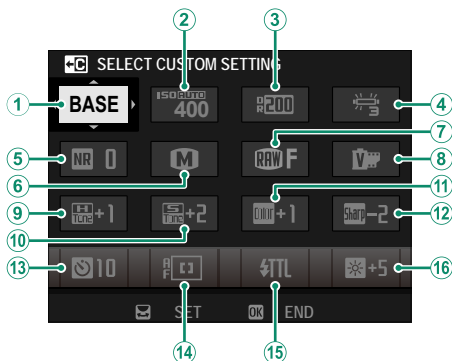 ② ③
C SELECT CUSTOM SETTING
① BASE ISO AUTO 400 DR 200 3 ④
⑦
⑤ NR 0 M RAW F V ⑧
⑥ ⑪
⑨ H TONE +1 S TONE +2 Color +1 Sharp -2 ⑫
⑩
⑬ 10 AF TTL +5 ⑯
SET OK END
⑭ ⑮